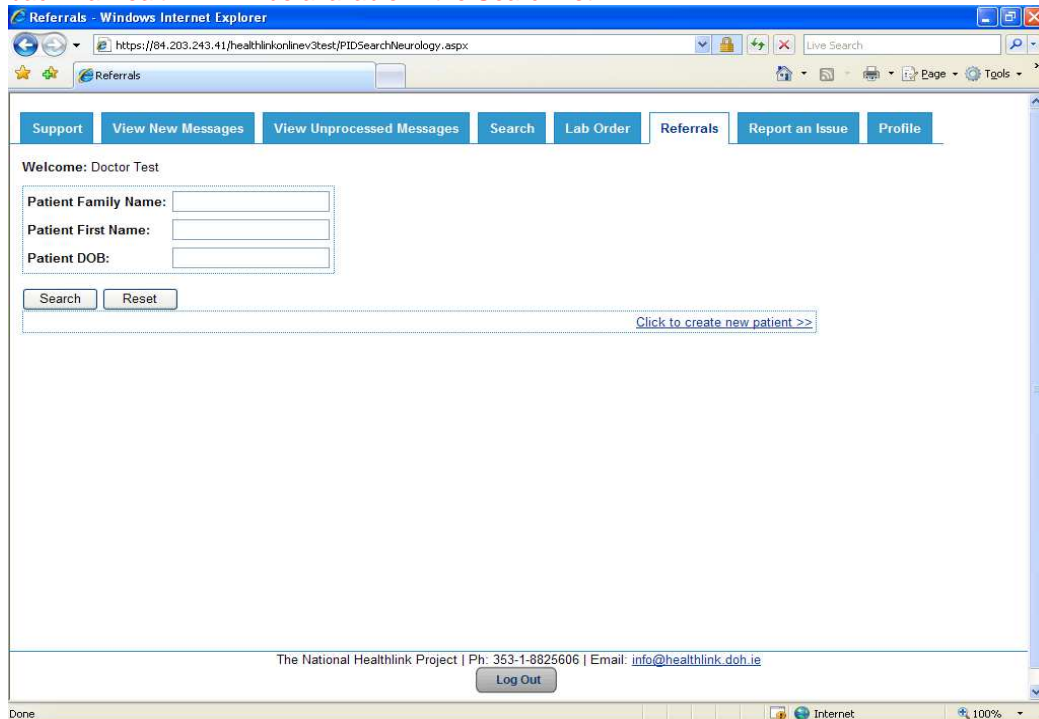 Referrals - Windows Internet Explorer
https://84.203.243.41/healthlinkonlinev3test/PIDSearchNeurology.aspx
Live Search
Referrals
Page
Tools
Support View New Messages View Unprocessed Messages Search Lab Order Referrals Report an Issue Profile
Welcome: Doctor Test
Patient Family Name:
Patient First Name:
Patient DOB:
Search Reset
Click to create new patient >>
The National Healthlink Project | Ph: 353-1-8825606 | Email: info@healthlink.doh.ie
Log Out
Done Internet 100%